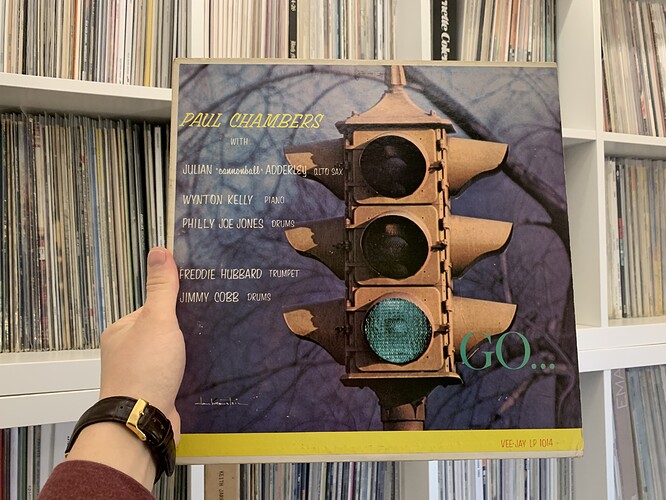 PAUL CHAMBERS
WITH
JULIAN "cannonball" ADDERLEY ALTO SAX
WYNTON KELLY PIANO
PHILLY JOE JONES DRUMS
FREDDIE HUBBARD TRUMPET
JIMMY COBB DRUMS
GO...
VEE-JAY LP 1014